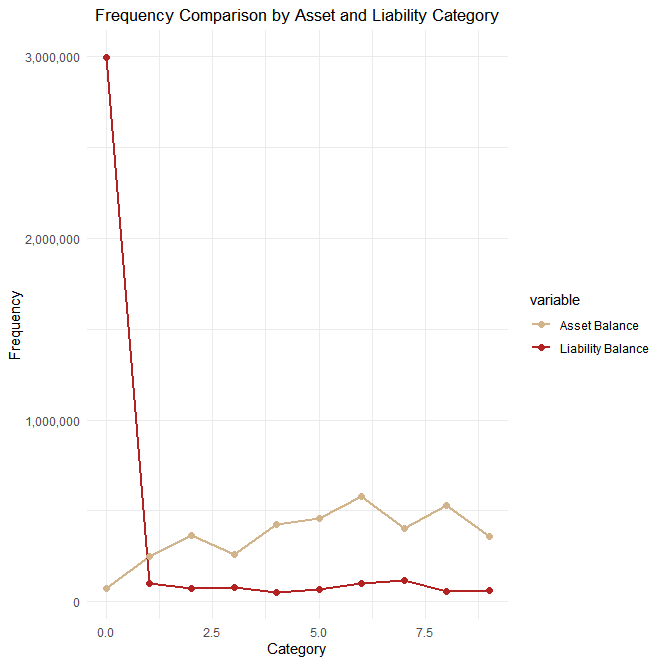 Frequency Comparison by Asset and Liability Category
3,000,000
2,000,000
1,000,000
0
Frequency
0.0 2.5 5.0 7.5
Category
variable
Asset Balance
Liability Balance